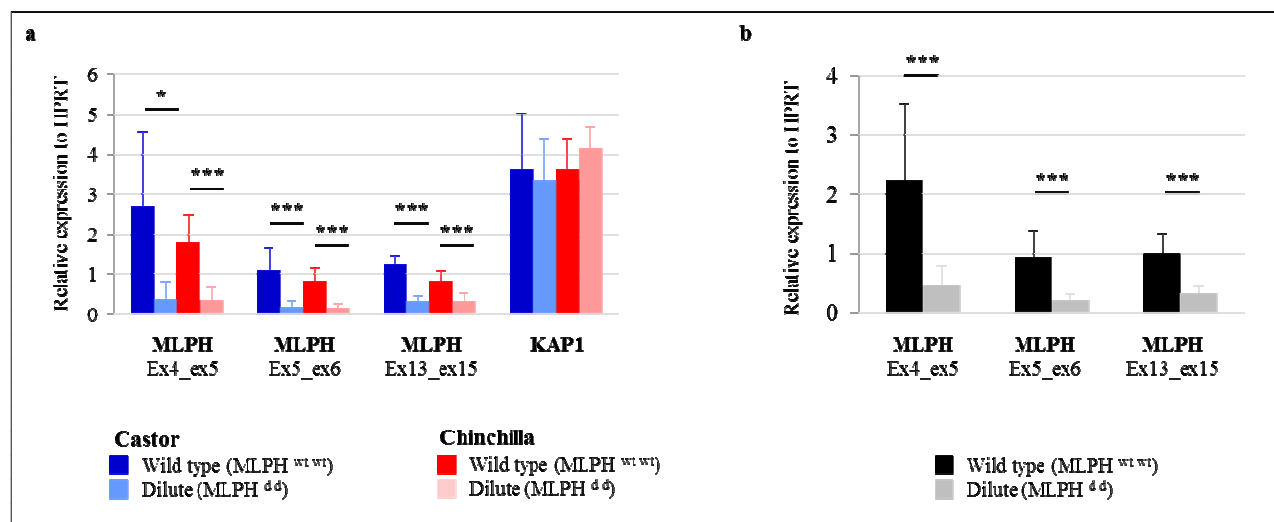 a
b
Relative expression to HPRT
6
5
4
3
2
1
0
*
***
***
***
***
***
MLPH
MLPH
MLPH
KAP1
Ex4_ex5
Ex5_ex6
Ex13_ex15
Castor
Wild type (MLPH wt wt)
Dilute (MLPH d d)
Chinchilla
Wild type (MLPH wt wt)
Dilute (MLPH d d)
Relative expression to HPRT
4
3
2
1
0
***
***
***
MLPH
MLPH
MLPH
Ex4_ex5
Ex5_ex6
Ex13_ex15
Wild type (MLPH wt wt)
Dilute (MLPH d d)